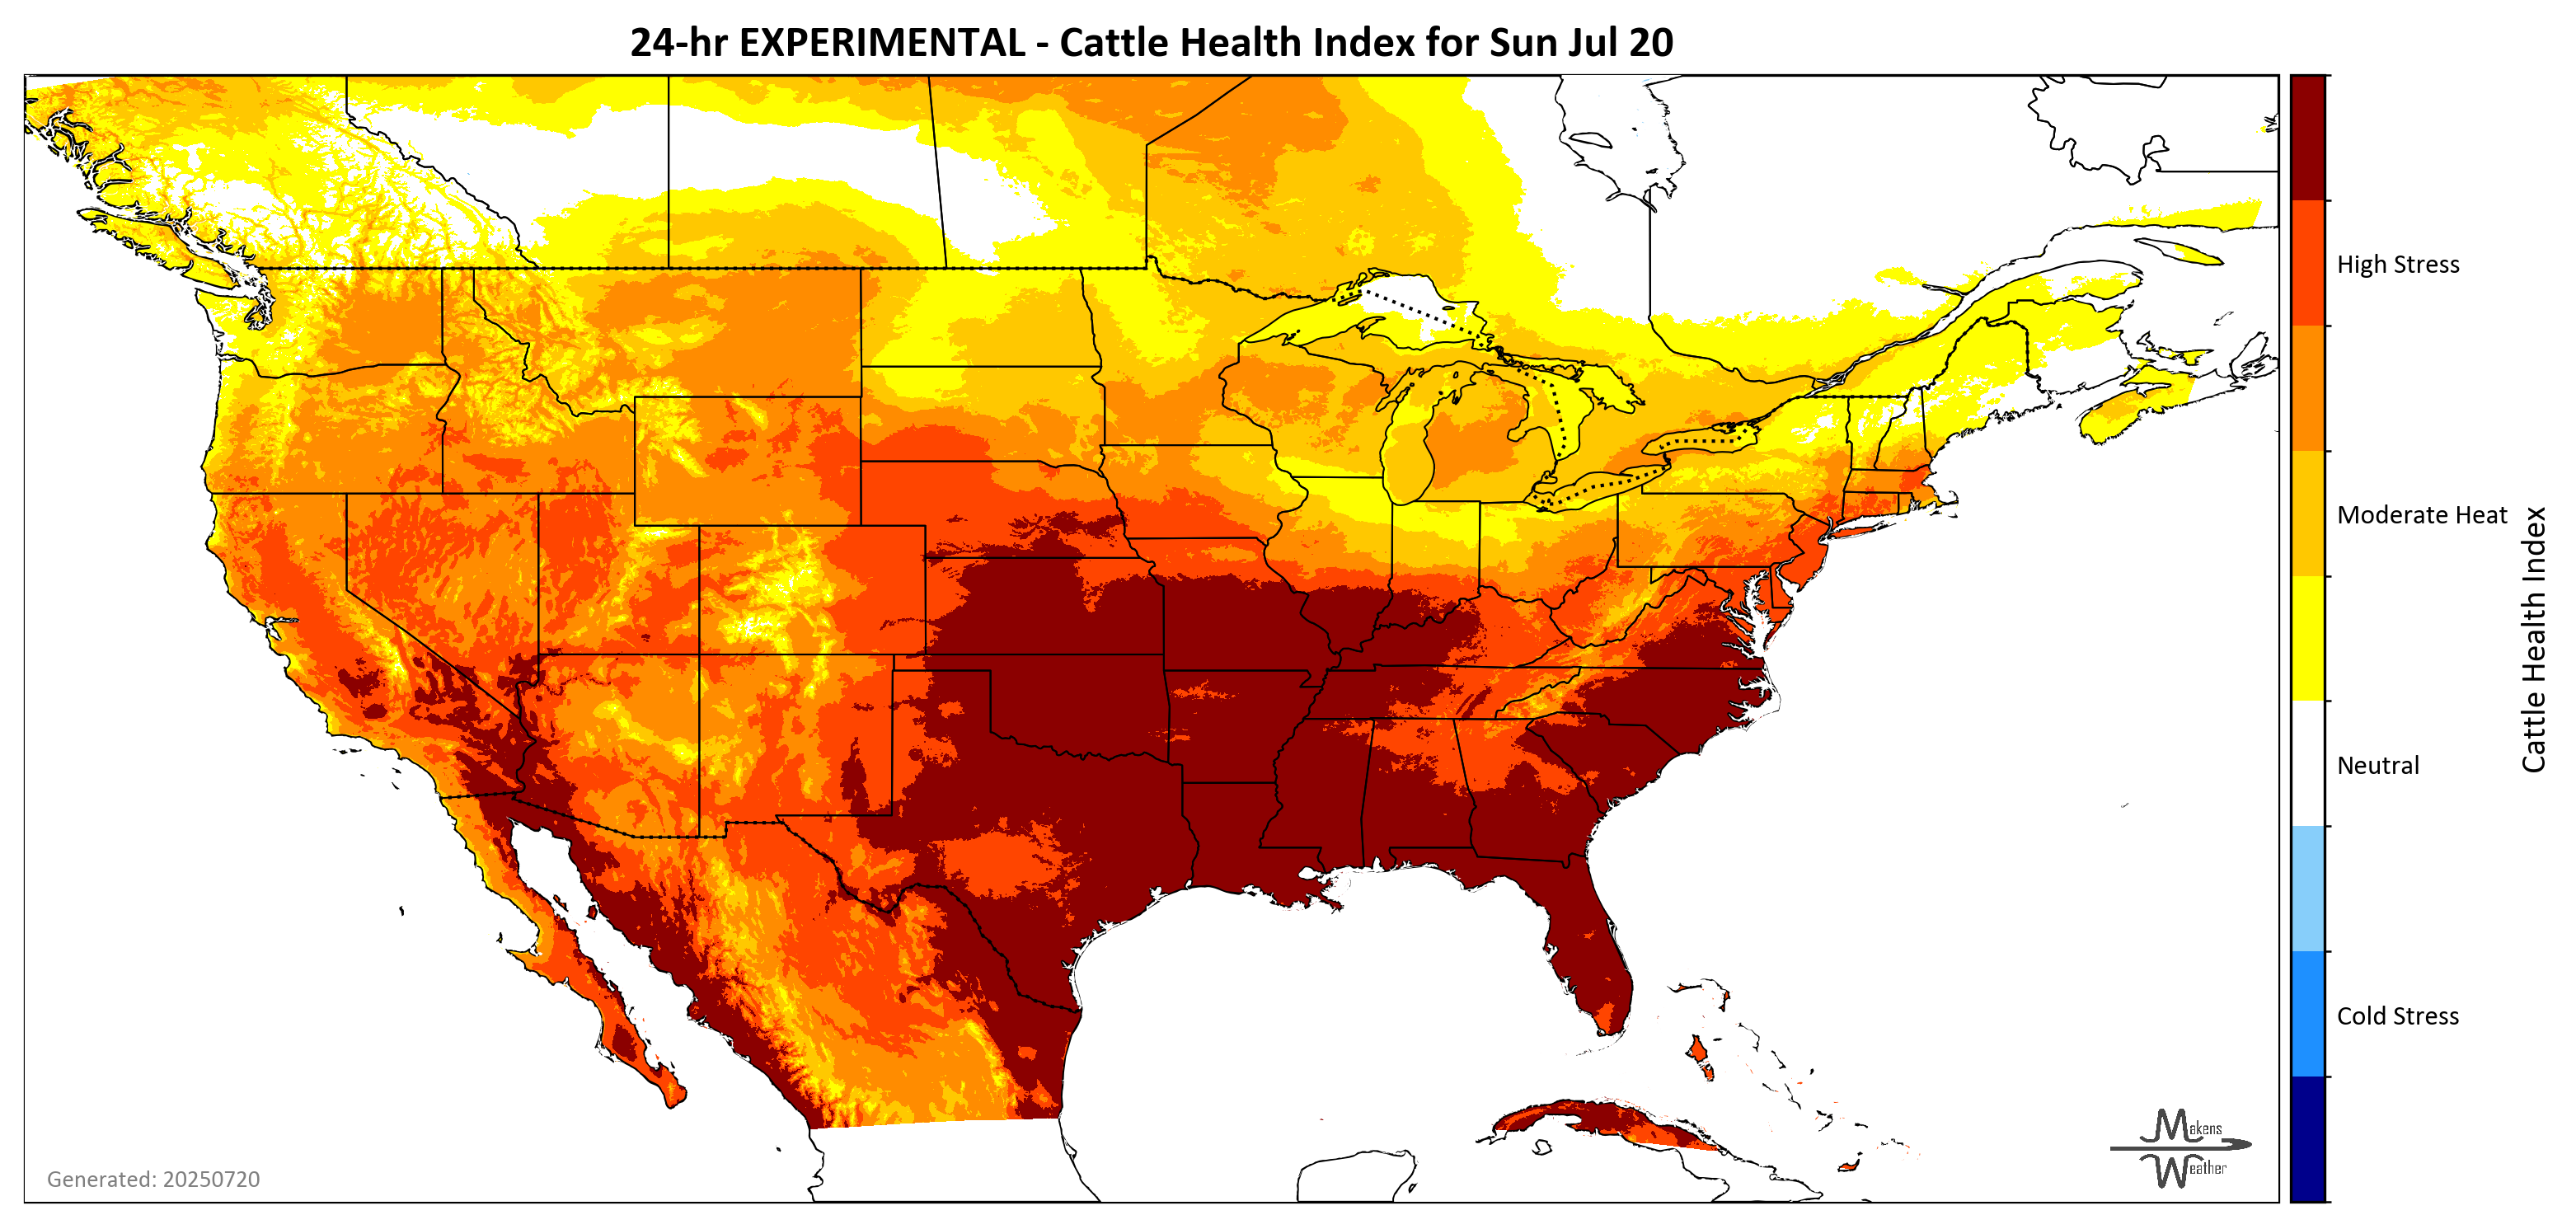 24-hr EXPERIMENTAL - Cattle Health Index for Sun Jul 20
High Stress
Moderate Heat
Neutral
Cold Stress
Cattle Health Index
Generated: 20250720
Makens
Weather